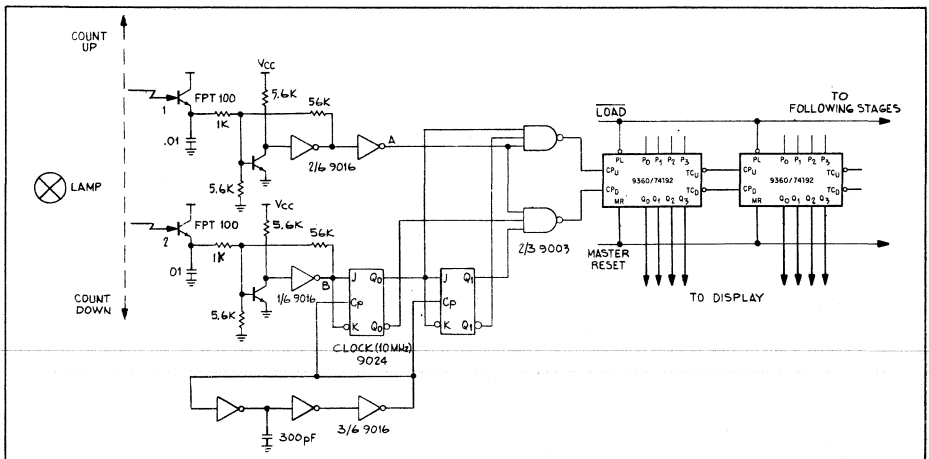 COUNT
UP
1
FPT 100
.01
1K
VCC
5.6K
56K
5.6K
2/6 9016
A
LAMP
2
FPT 100
.01
1K
VCC
5.6K
56K
5.6K
1/6 9016
B
COUNT
DOWN
J Q0
CP
K Q0
CLOCK (10 MHz)
9024
J Q1
CP
K Q1
300pF
3/6 9016
2/3 9003
LOAD
TO
FOLLOWING STAGES
PL P0 P1 P2 P3
CPU TCU
9360/74192
CPD TCD
MR Q0 Q1 Q2 Q3
PL P0 P1 P2 P3
CPU TCU
9360/74192
CPD TCD
MR Q0 Q1 Q2 Q3
MASTER
RESET
TO DISPLAY